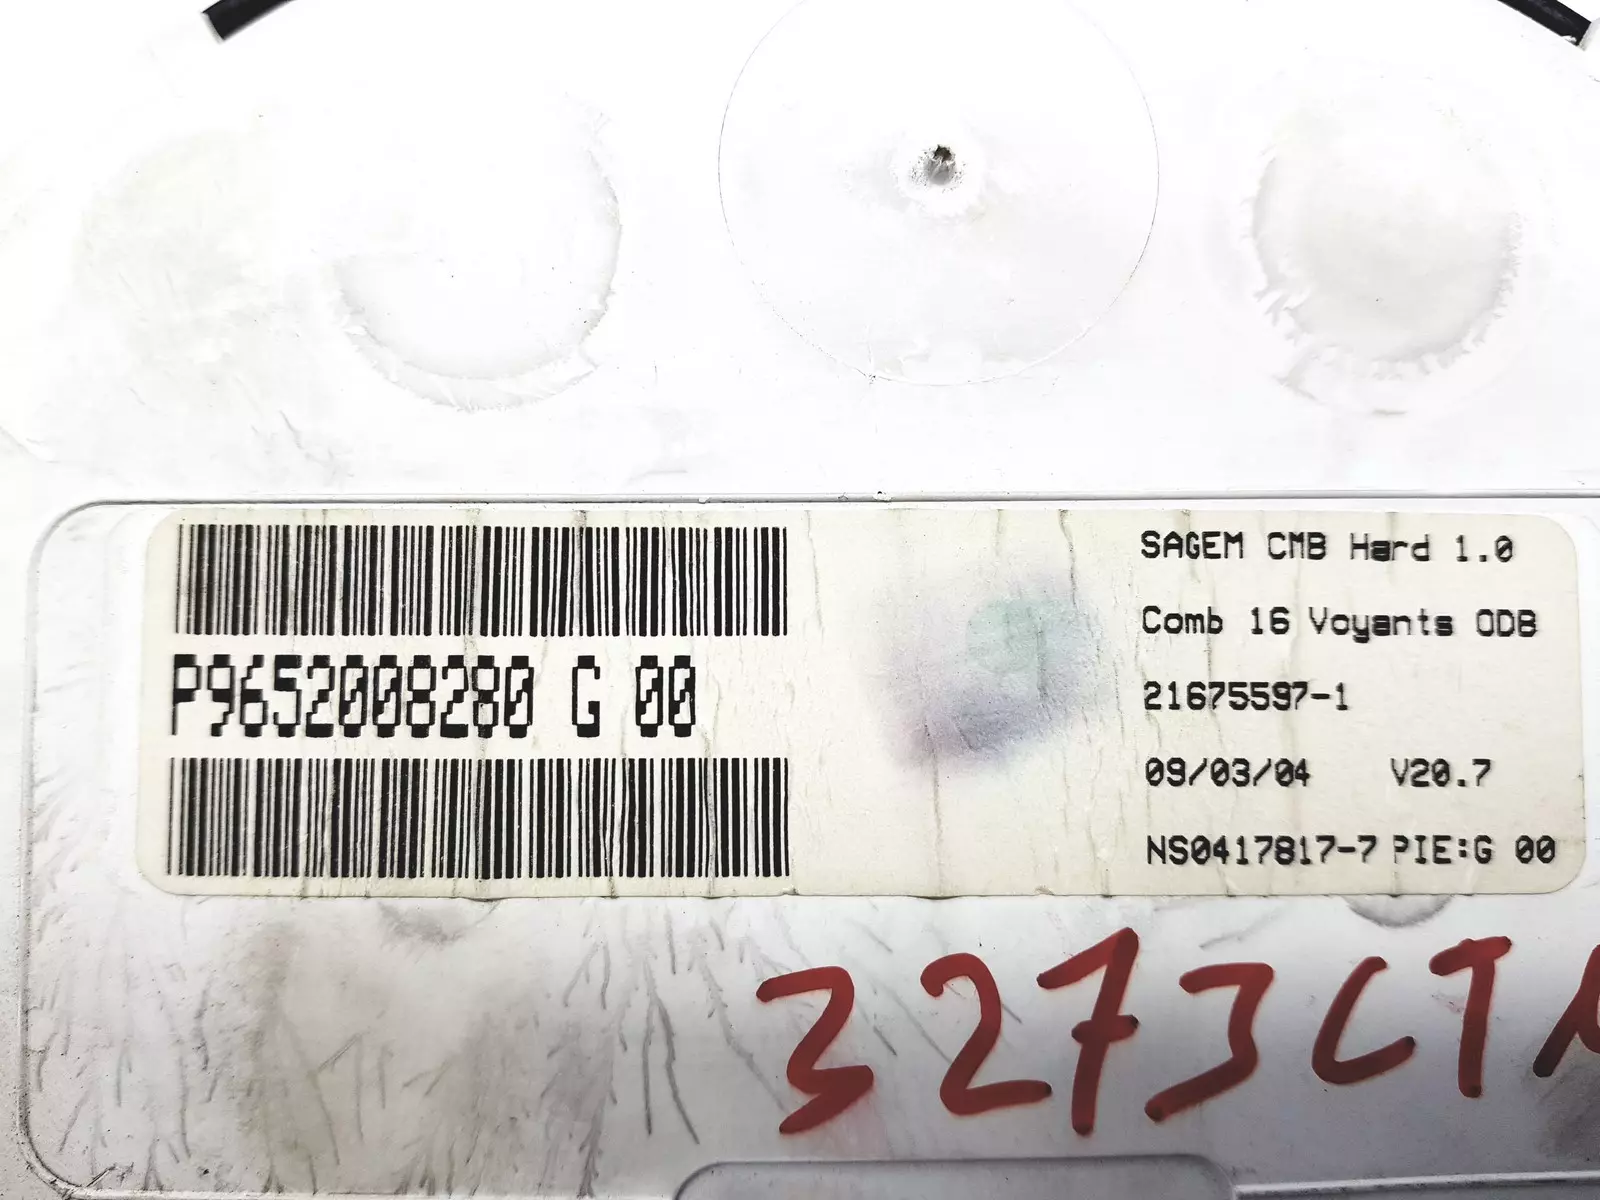 P9652008280 G 00
SAGEM CMB Hard 1.0
Comb 16 Voyants ODB
21675597-1
09/03/04 V20.7
NS0417817-7 PIE:G 00
3273CT